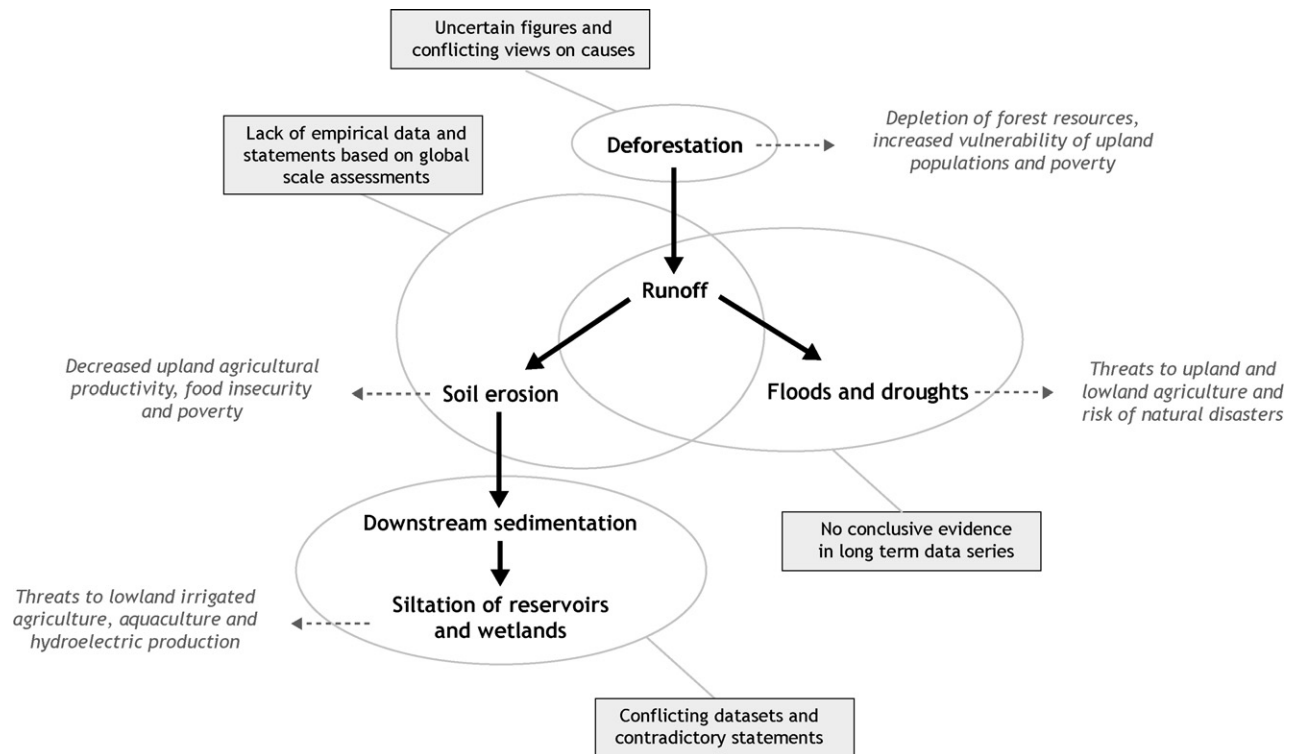 Uncertain figures and
conflicting views on causes
Lack of empirical data and
statements based on global
scale assessments
Deforestation
Depletion of forest resources,
increased vulnerability of upland
populations and poverty
Runoff
Decreased upland agricultural
productivity, food insecurity
and poverty
Soil erosion
Floods and droughts
Threats to upland and
lowland agriculture and
risk of natural disasters
Downstream sedimentation
No conclusive evidence
in long term data series
Threats to lowland irrigated
agriculture, aquaculture and
hydroelectric production
Siltation of reservoirs
and wetlands
Conflicting datasets and
contradictory statements